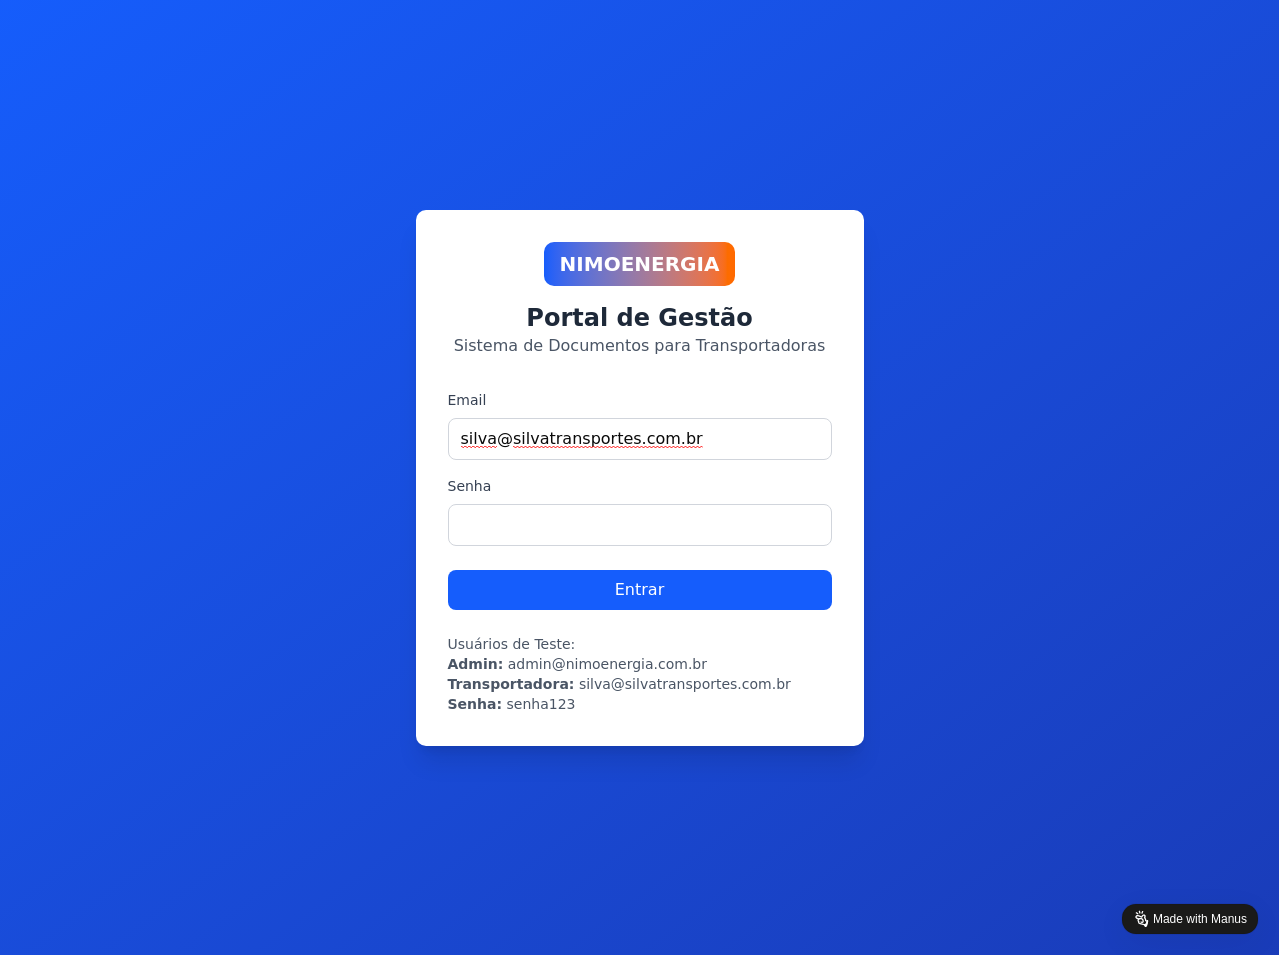 NIMOENERGIA
Portal de Gestão
Sistema de Documentos para Transportadoras
Email
silva@silvatransportes.com.br
Senha
Entrar
Usuários de Teste:
Admin: admin@nimoenergia.com.br
Transportadora: silva@silvatransportes.com.br
Senha: senha123
Made with Manus